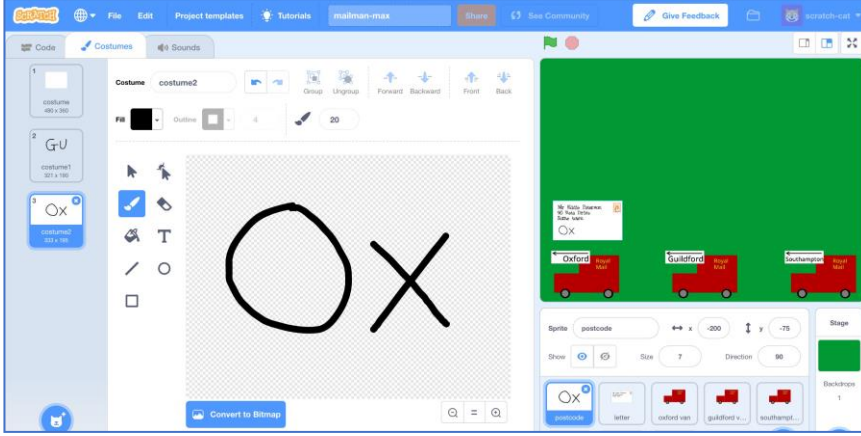 SCRATCH File Edit Project templates Tutorials mailman-max Share See Community Give Feedback scratch-cat
Code Costumes Sounds
1
costume
480 x 360
2
GU
costume1
321 x 180
3
Ox
costume2
Costume costume2 Group Ungroup Forward Backward Front Back
Fill Outline 4 20
T
Ox
Convert to Bitmap
Ox
Oxford Royal Mail
Guildford Royal Mail
Southampton Royal Mail
Sprite postcode x -200 y -75
Show Size 7 Direction 90
Stage
Backdrops
1
Ox
postcode
letter
oxford van
guildford v...
southampt...